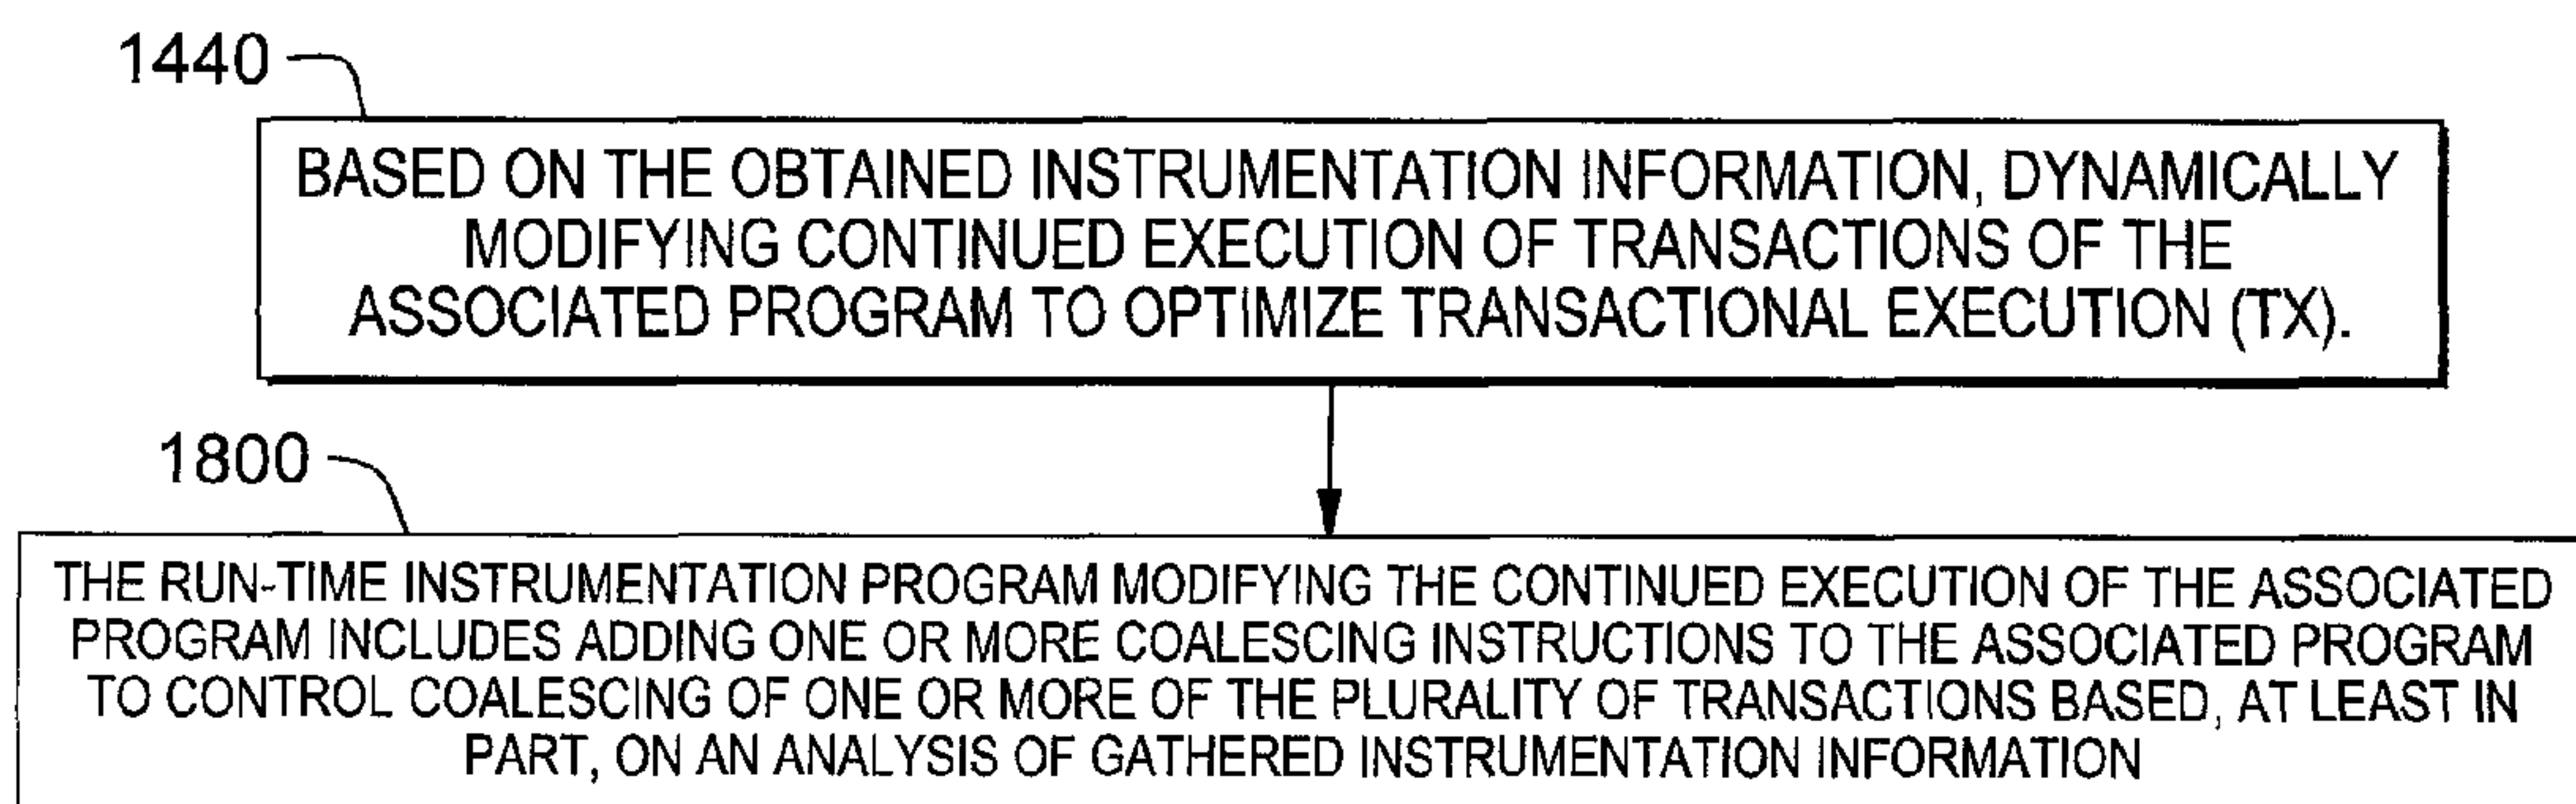 1440
BASED ON THE OBTAINED INSTRUMENTATION INFORMATION, DYNAMICALLY
MODIFYING CONTINUED EXECUTION OF TRANSACTIONS OF THE
ASSOCIATED PROGRAM TO OPTIMIZE TRANSACTIONAL EXECUTION (TX).
1800
THE RUN-TIME INSTRUMENTATION PROGRAM MODIFYING THE CONTINUED EXECUTION OF THE ASSOCIATED
PROGRAM INCLUDES ADDING ONE OR MORE COALESCING INSTRUCTIONS TO THE ASSOCIATED PROGRAM
TO CONTROL COALESCING OF ONE OR MORE OF THE PLURALITY OF TRANSACTIONS BASED, AT LEAST IN
PART, ON AN ANALYSIS OF GATHERED INSTRUMENTATION INFORMATION